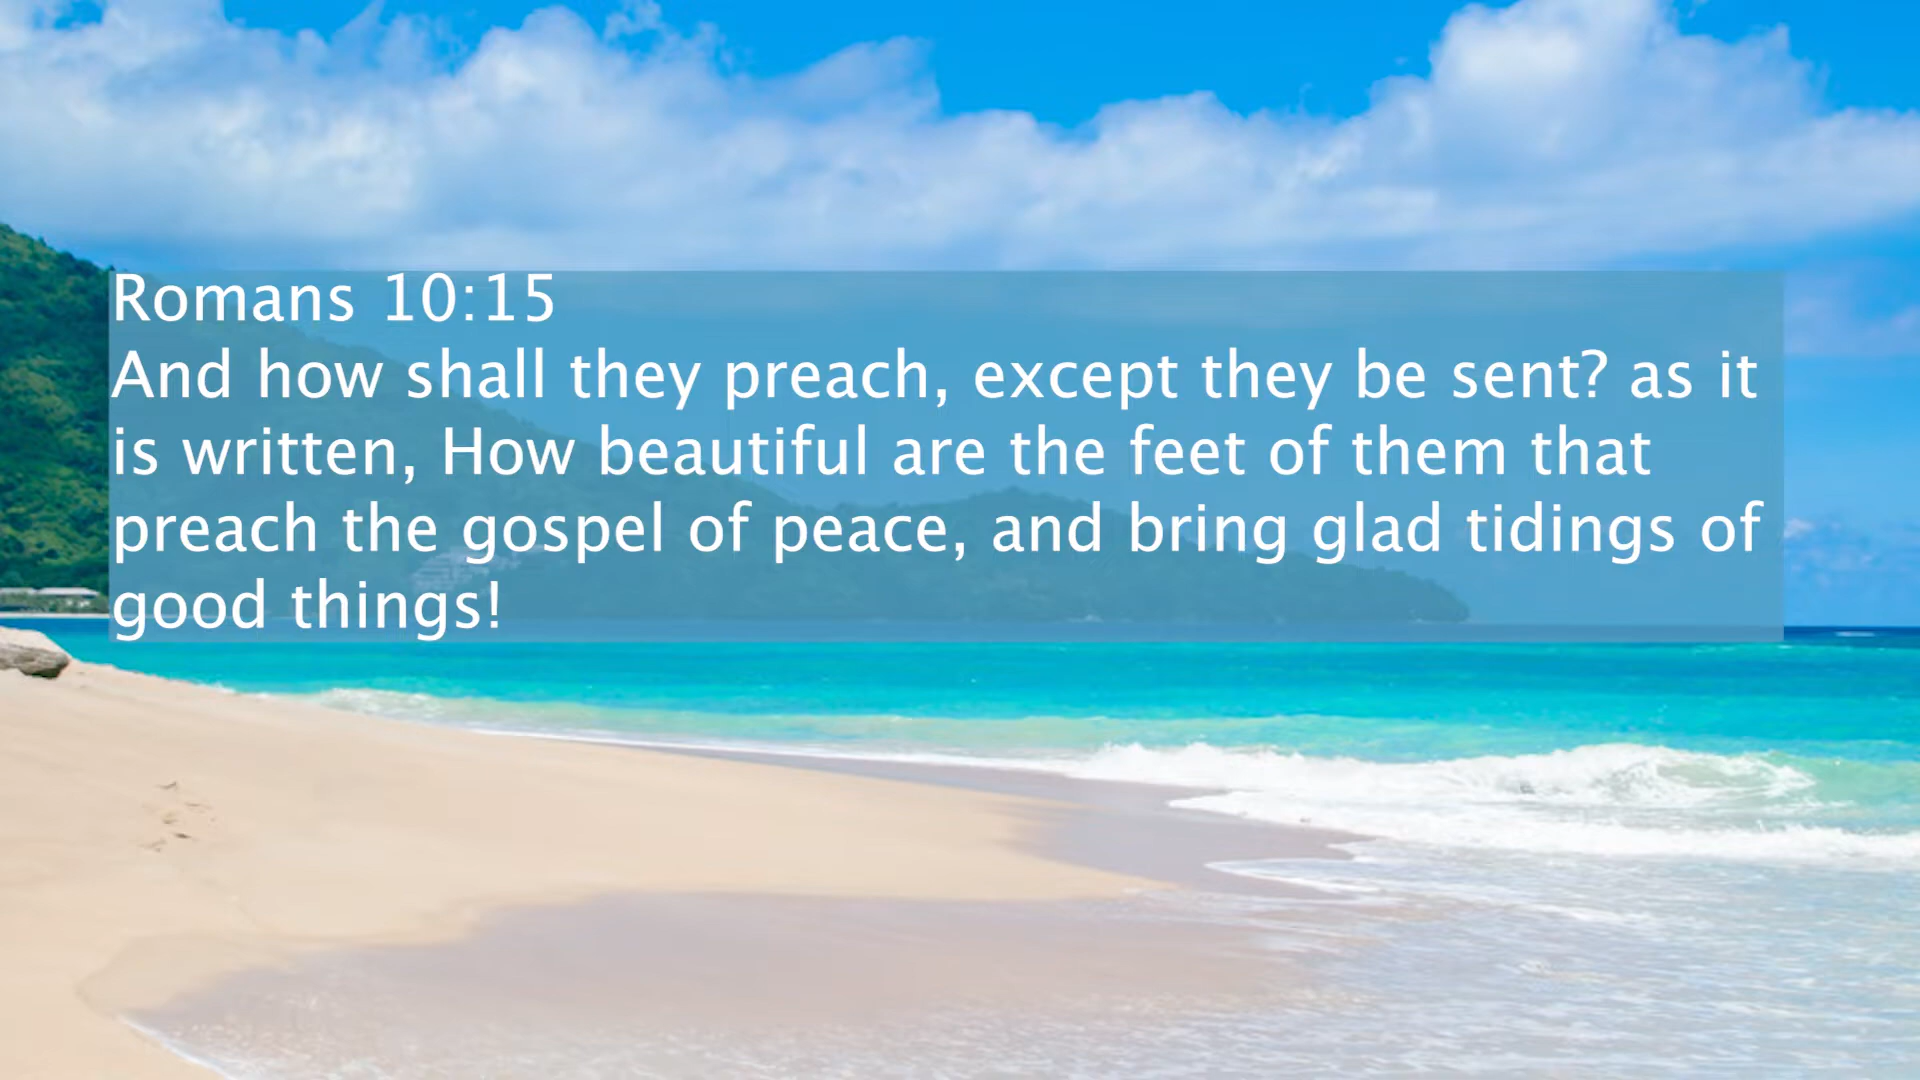 Romans 10:15
And how shall they preach, except they be sent? as it
is written, How beautiful are the feet of them that
preach the gospel of peace, and bring glad tidings of
good things!